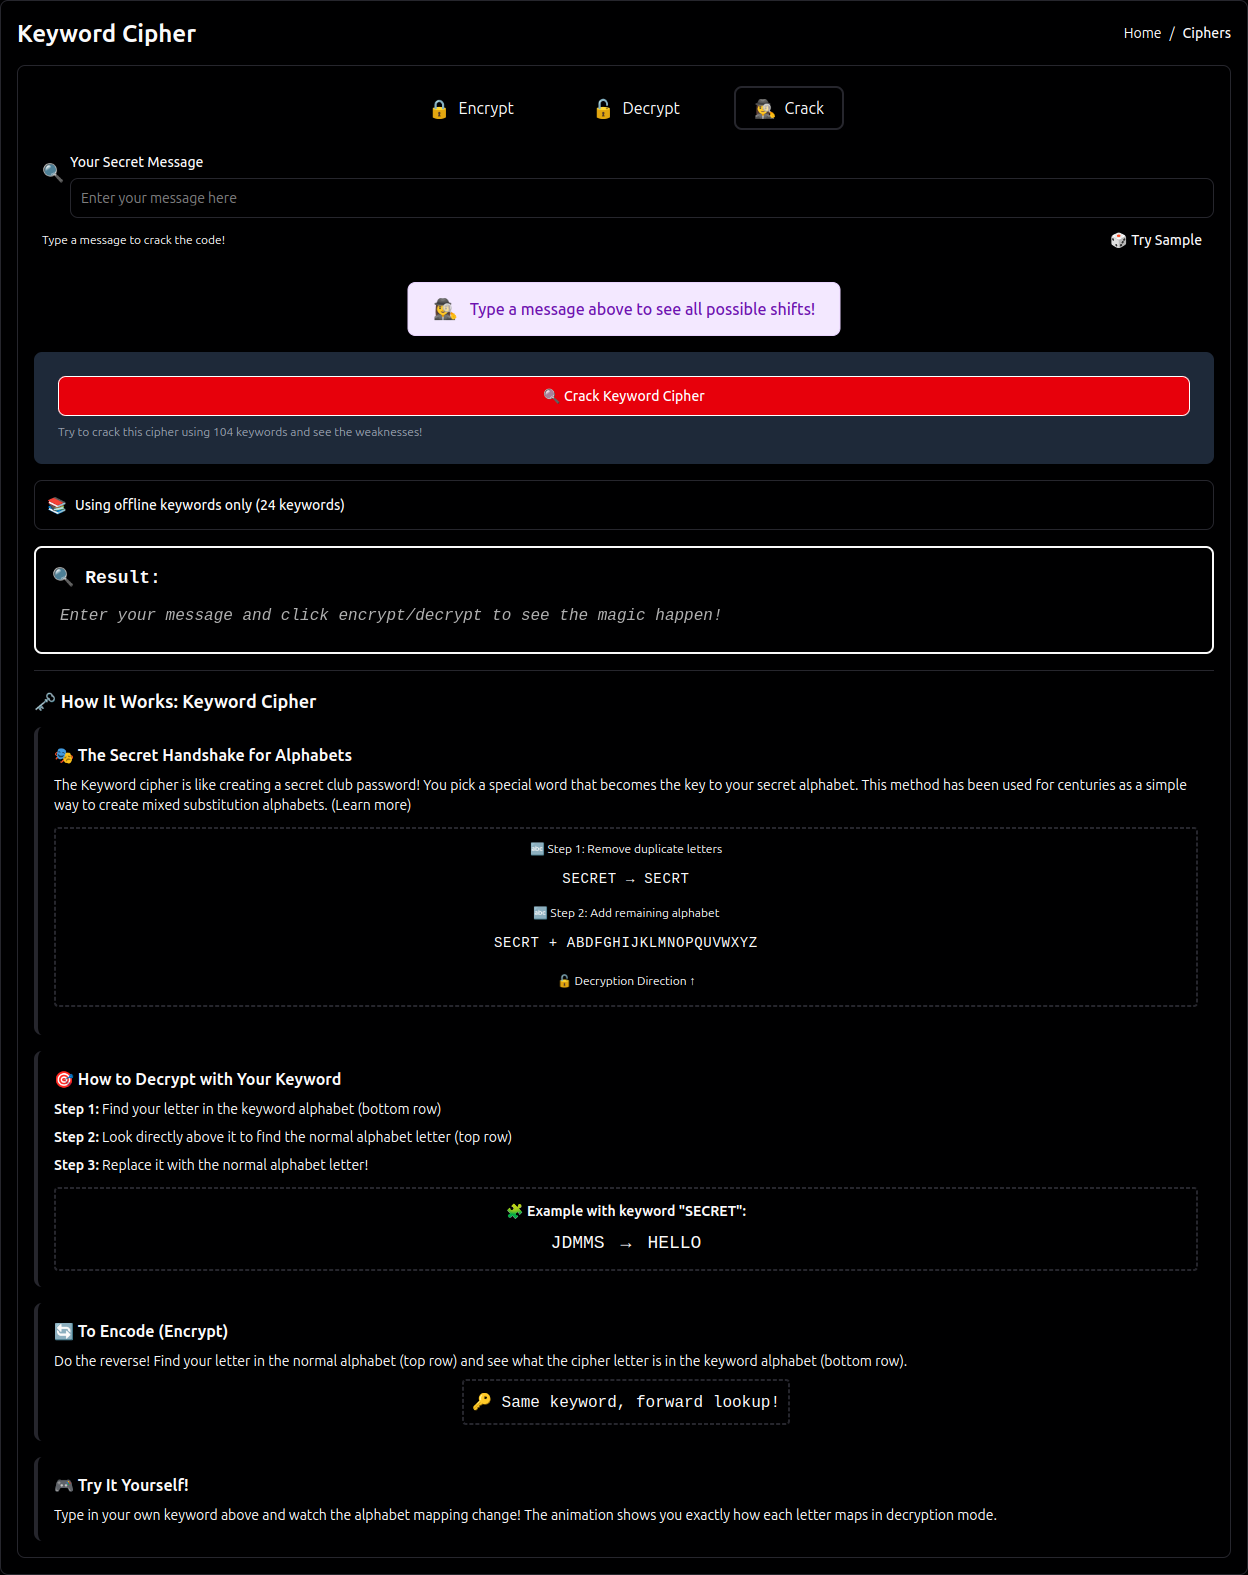 Keyword Cipher
Home / Ciphers
🔒 Encrypt
🔓 Decrypt
🕵️ Crack
🔍 Your Secret Message
Enter your message here
Type a message to crack the code!
🎲 Try Sample
🕵️ Type a message above to see all possible shifts!
🔍 Crack Keyword Cipher
Try to crack this cipher using 104 keywords and see the weaknesses!
📚 Using offline keywords only (24 keywords)
🔍 Result:
Enter your message and click encrypt/decrypt to see the magic happen!
🗝️ How It Works: Keyword Cipher
🎭 The Secret Handshake for Alphabets
The Keyword cipher is like creating a secret club password! You pick a special word that becomes the key to your secret alphabet. This method has been used for centuries as a simple
way to create mixed substitution alphabets. (Learn more)
🔤 Step 1: Remove duplicate letters
SECRET → SECRT
🔤 Step 2: Add remaining alphabet
SECRT + ABDFGHIJKLMNOPQUVWXYZ
🔓 Decryption Direction ↑
🎯 How to Decrypt with Your Keyword
Step 1: Find your letter in the keyword alphabet (bottom row)
Step 2: Look directly above it to find the normal alphabet letter (top row)
Step 3: Replace it with the normal alphabet letter!
🧩 Example with keyword "SECRET":
JDMMS → HELLO
🔄 To Encode (Encrypt)
Do the reverse! Find your letter in the normal alphabet (top row) and see what the cipher letter is in the keyword alphabet (bottom row).
🔑 Same keyword, forward lookup!
🎮 Try It Yourself!
Type in your own keyword above and watch the alphabet mapping change! The animation shows you exactly how each letter maps in decryption mode.